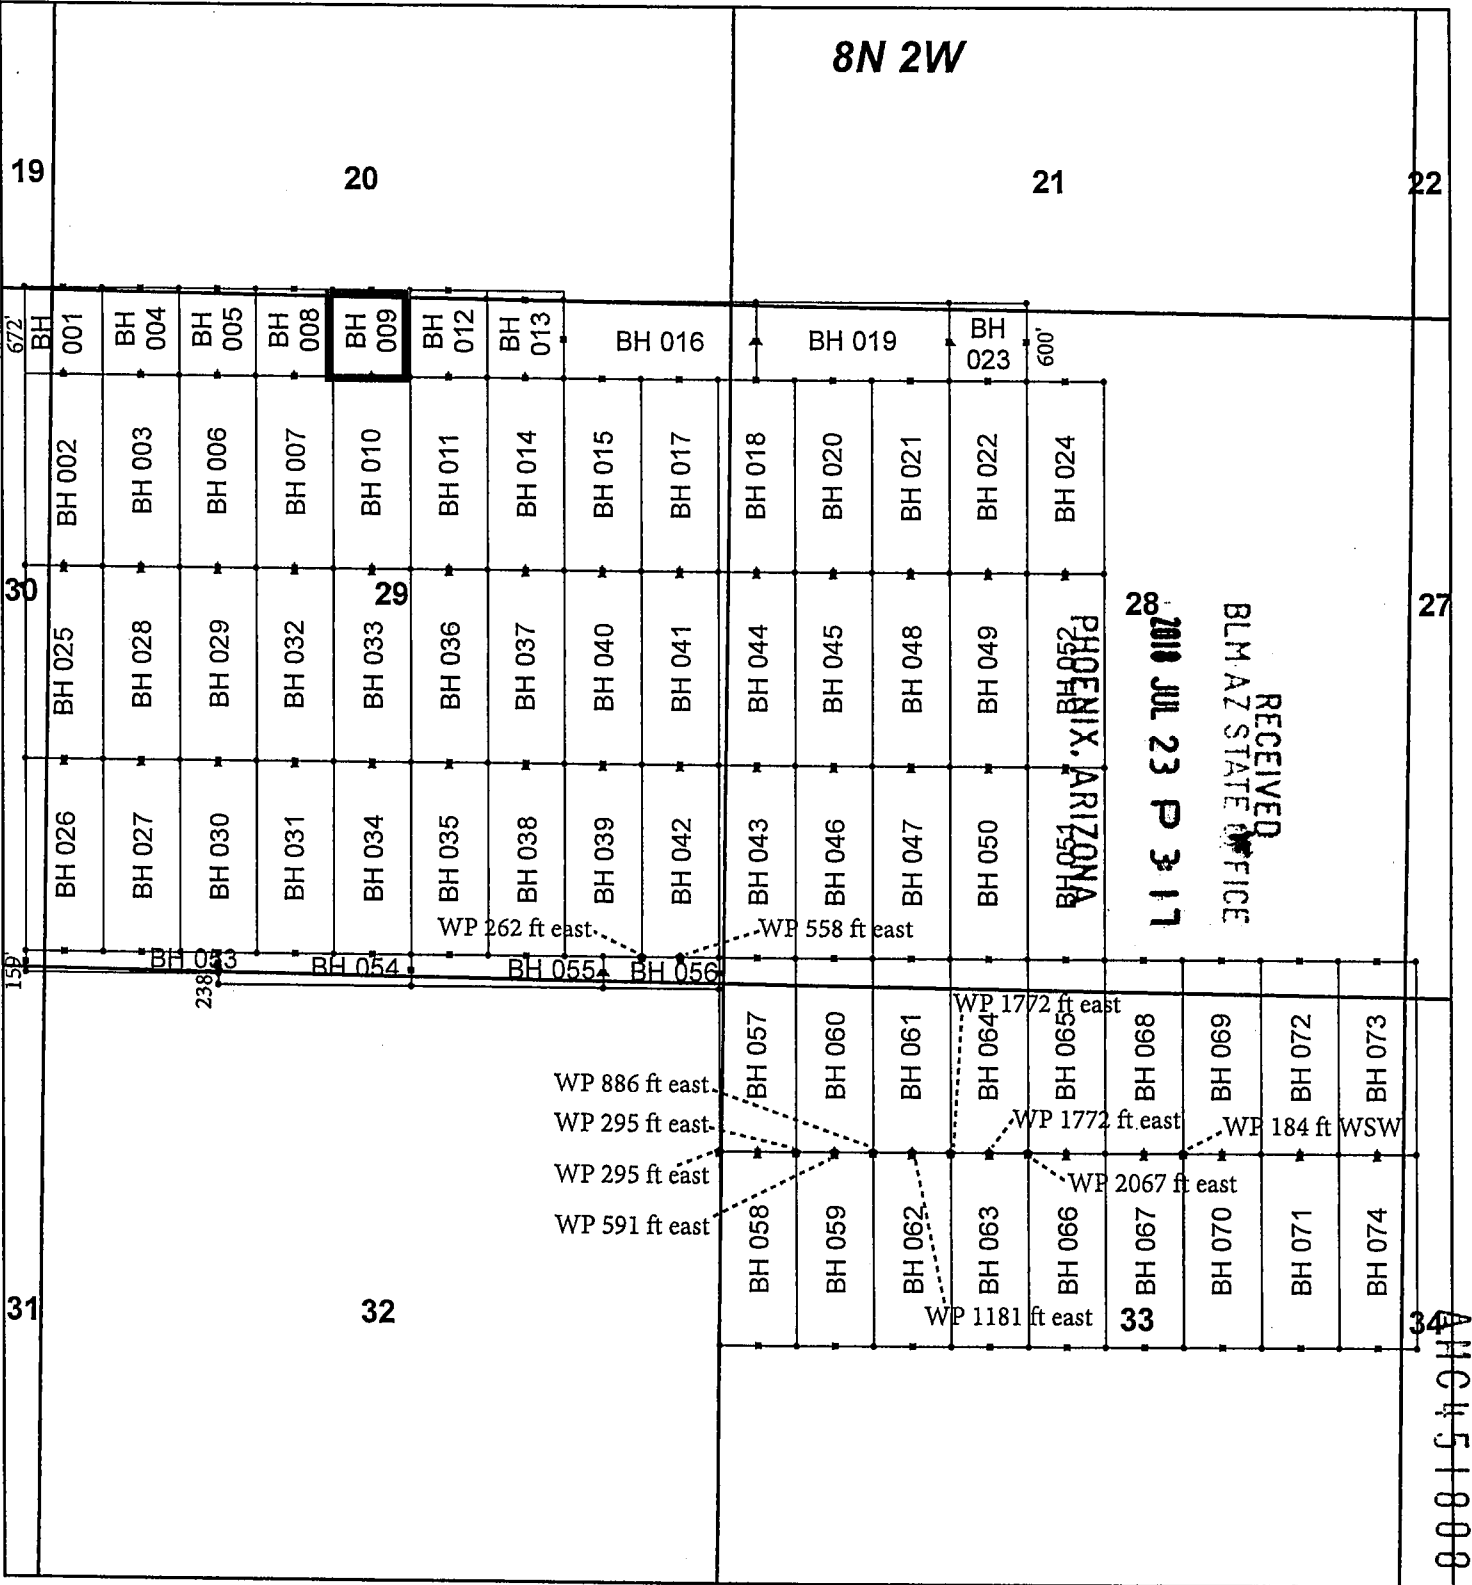 8N 2W
19
20
21
22
672'
BH 001
BH 004
BH 005
BH 008
BH 009
BH 012
BH 013
BH 016
BH 019
BH 023
600'
BH 002
BH 003
BH 006
BH 007
BH 010
BH 011
BH 014
BH 015
BH 017
BH 018
BH 020
BH 021
BH 022
BH 024
30
29
28
27
BH 025
BH 028
BH 029
BH 032
BH 033
BH 036
BH 037
BH 040
BH 041
BH 044
BH 045
BH 048
BH 049
BH 052
BH 026
BH 027
BH 030
BH 031
BH 034
BH 035
BH 038
BH 039
BH 042
BH 043
BH 046
BH 047
BH 050
BH 051
RECEIVED
BLM AZ STATE OFFICE
2018 JUL 23 P 3:17
PHOENIX, ARIZONA
WP 262 ft east
WP 558 ft east
159'
BH 053
238'
BH 054
BH 055
BH 056
WP 1772 ft east
BH 057
BH 060
BH 061
BH 064
BH 065
BH 068
BH 069
BH 072
BH 073
WP 886 ft east
WP 295 ft east
WP 1772 ft east
WP 184 ft WSW
WP 295 ft east
WP 2067 ft east
WP 591 ft east
BH 058
BH 059
BH 062
BH 063
BH 066
BH 067
BH 070
BH 071
BH 074
31
32
WP 1181 ft east
33
34
AMC451808